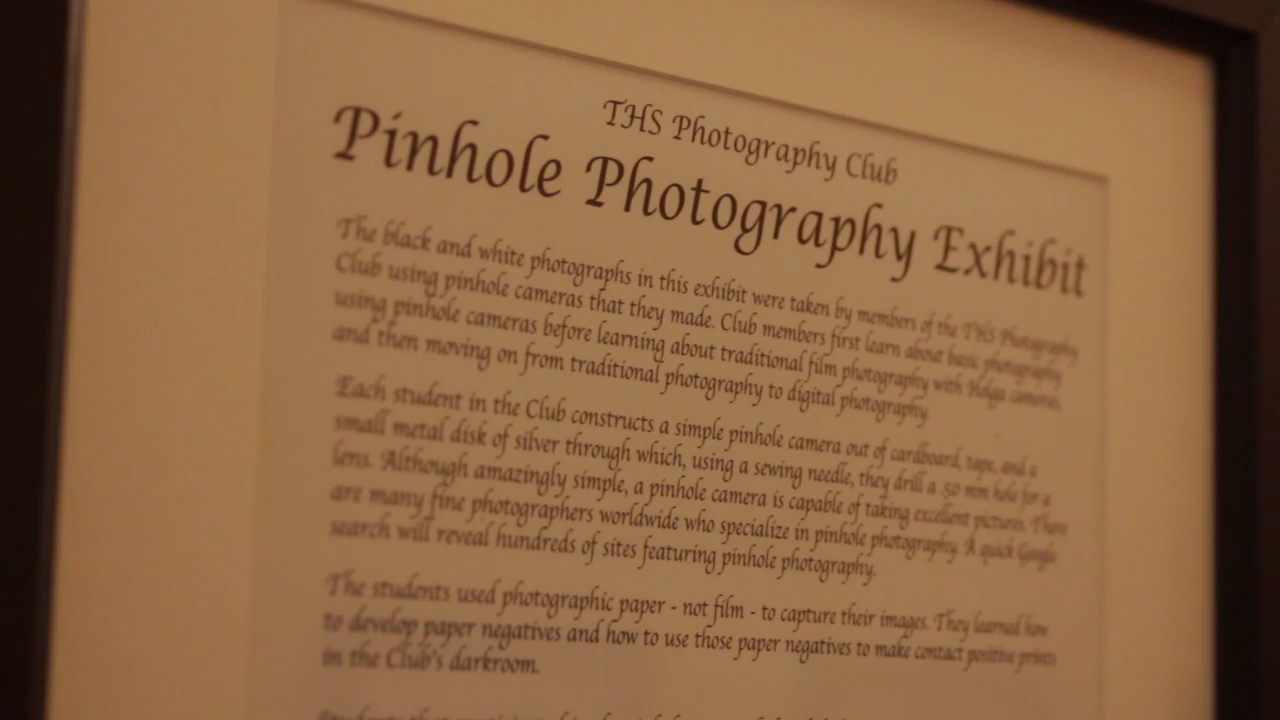 THS Photography Club
Pinhole Photography Exhibit
The black and white photographs in this exhibit were taken by members of the THS Photography
Club using pinhole cameras that they made. Club members first learn about basic photography
using pinhole cameras before learning about traditional film photography with Holga cameras,
and then moving on from traditional photography to digital photography.
Each student in the Club constructs a simple pinhole camera out of cardboard, tape, and a
small metal disk of silver through which, using a sewing needle, they drill a .50 mm hole for a
lens. Although amazingly simple, a pinhole camera is capable of taking excellent pictures. There
are many fine photographers worldwide who specialize in pinhole photography. A quick Google
search will reveal hundreds of sites featuring pinhole photography.
The students used photographic paper - not film - to capture their images. They learned how
to develop paper negatives and how to use those paper negatives to make contact positive prints
in the Club's darkroom.